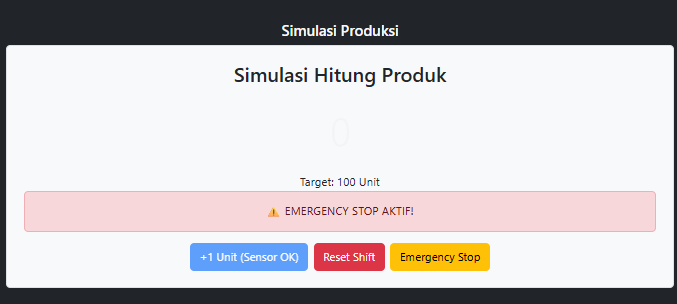 Simulasi Produksi
Simulasi Hitung Produk
0
Target: 100 Unit
⚠️ EMERGENCY STOP AKTIF!
+1 Unit (Sensor OK)
Reset Shift
Emergency Stop